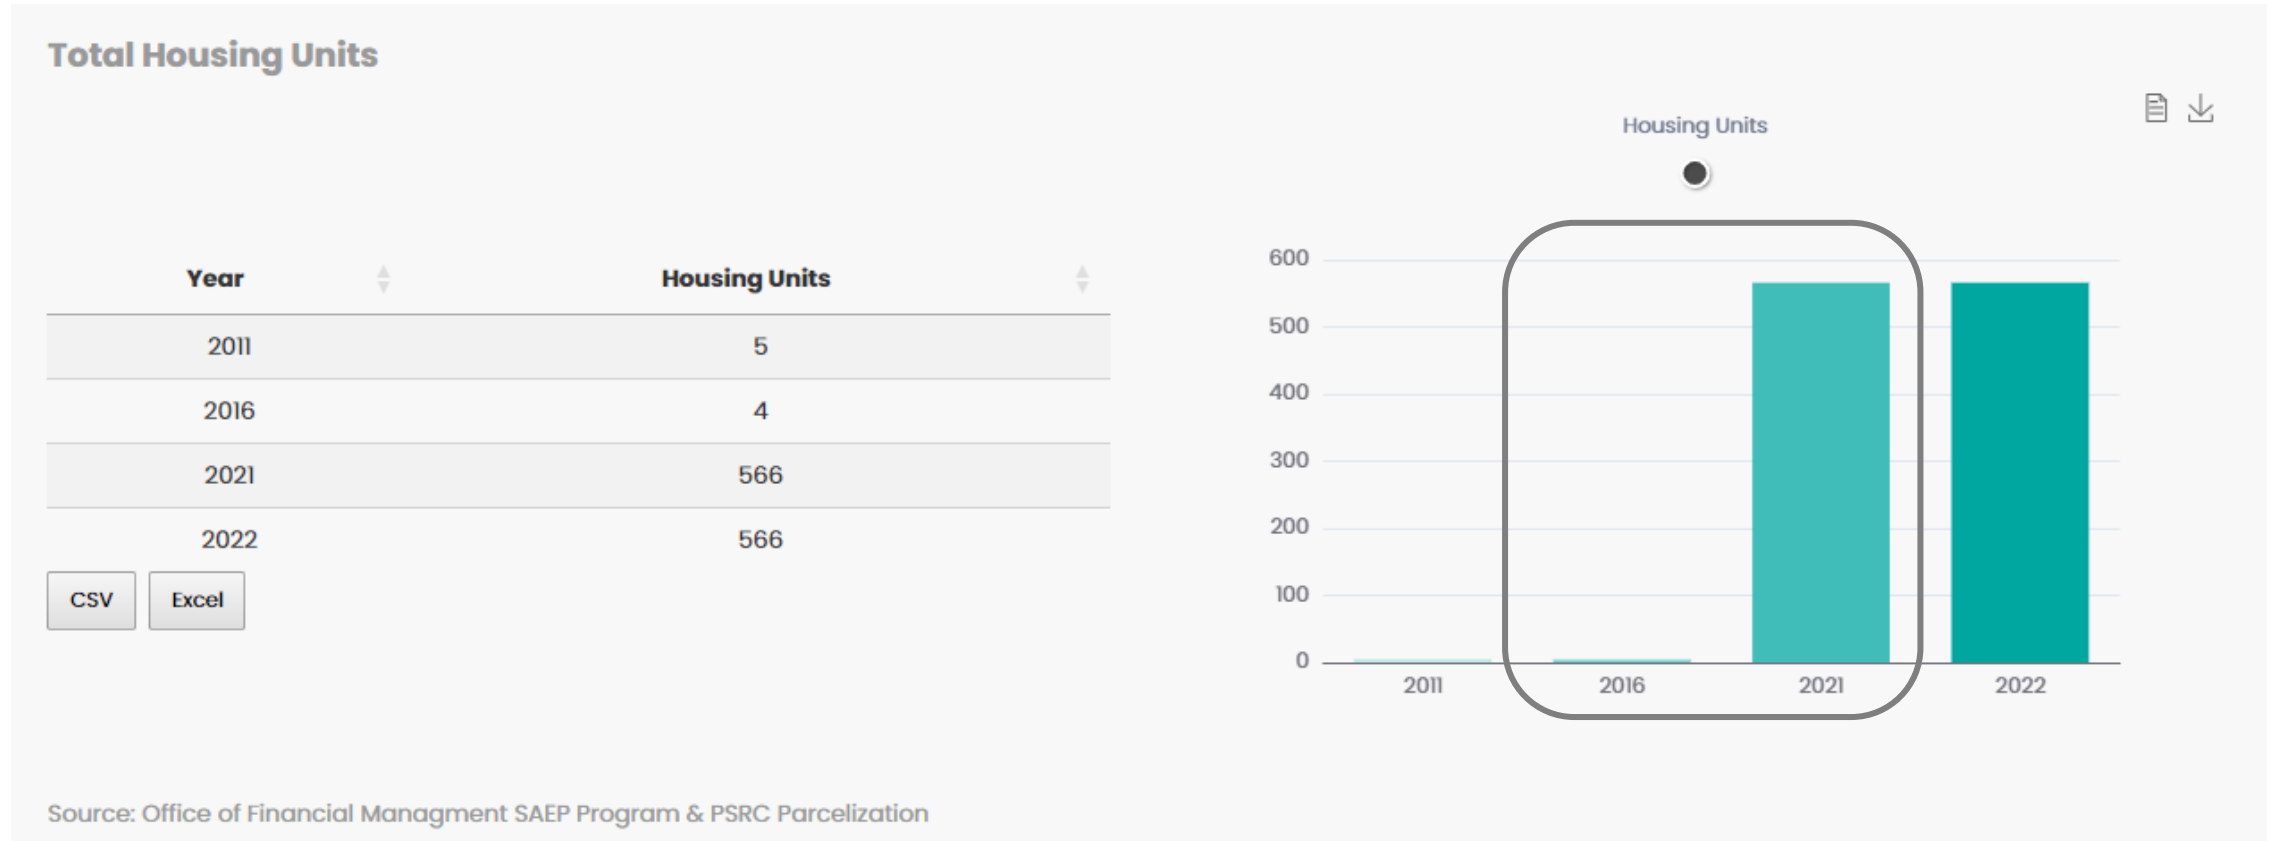 Total Housing Units
Year Housing Units
2011 5
2016 4
2021 566
2022 566
CSV Excel
Housing Units
600
500
400
300
200
100
0
2011 2016 2021 2022
Source: Office of Financial Managment SAEP Program & PSRC Parcelization